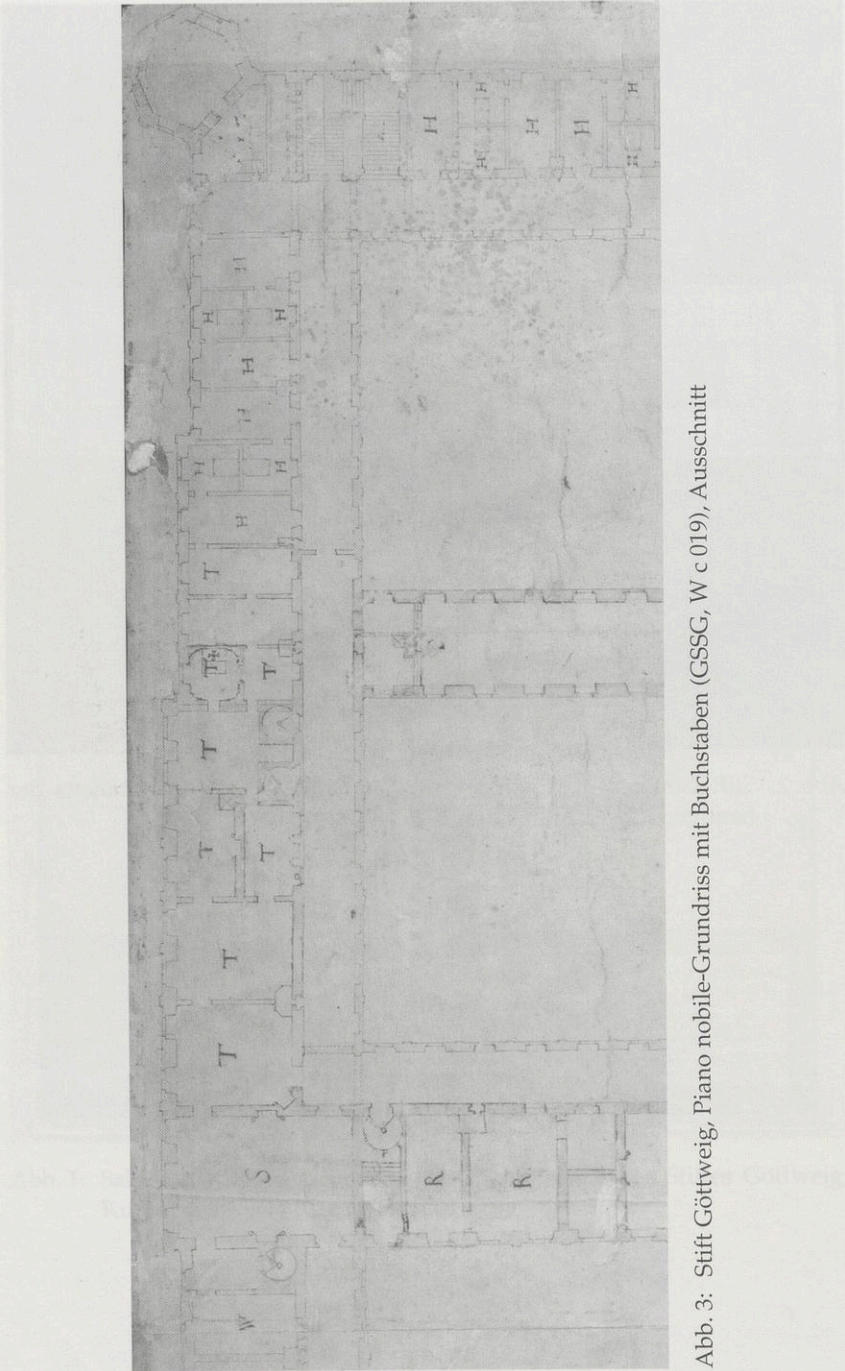 T T T T H H
W S T T H H H H
T T H H
R H
H H
R H
H
H H
Abb. 3: Stift Göttweig, Piano nobile-Grundriss mit Buchstaben (GSSG, W c 019), Ausschnitt